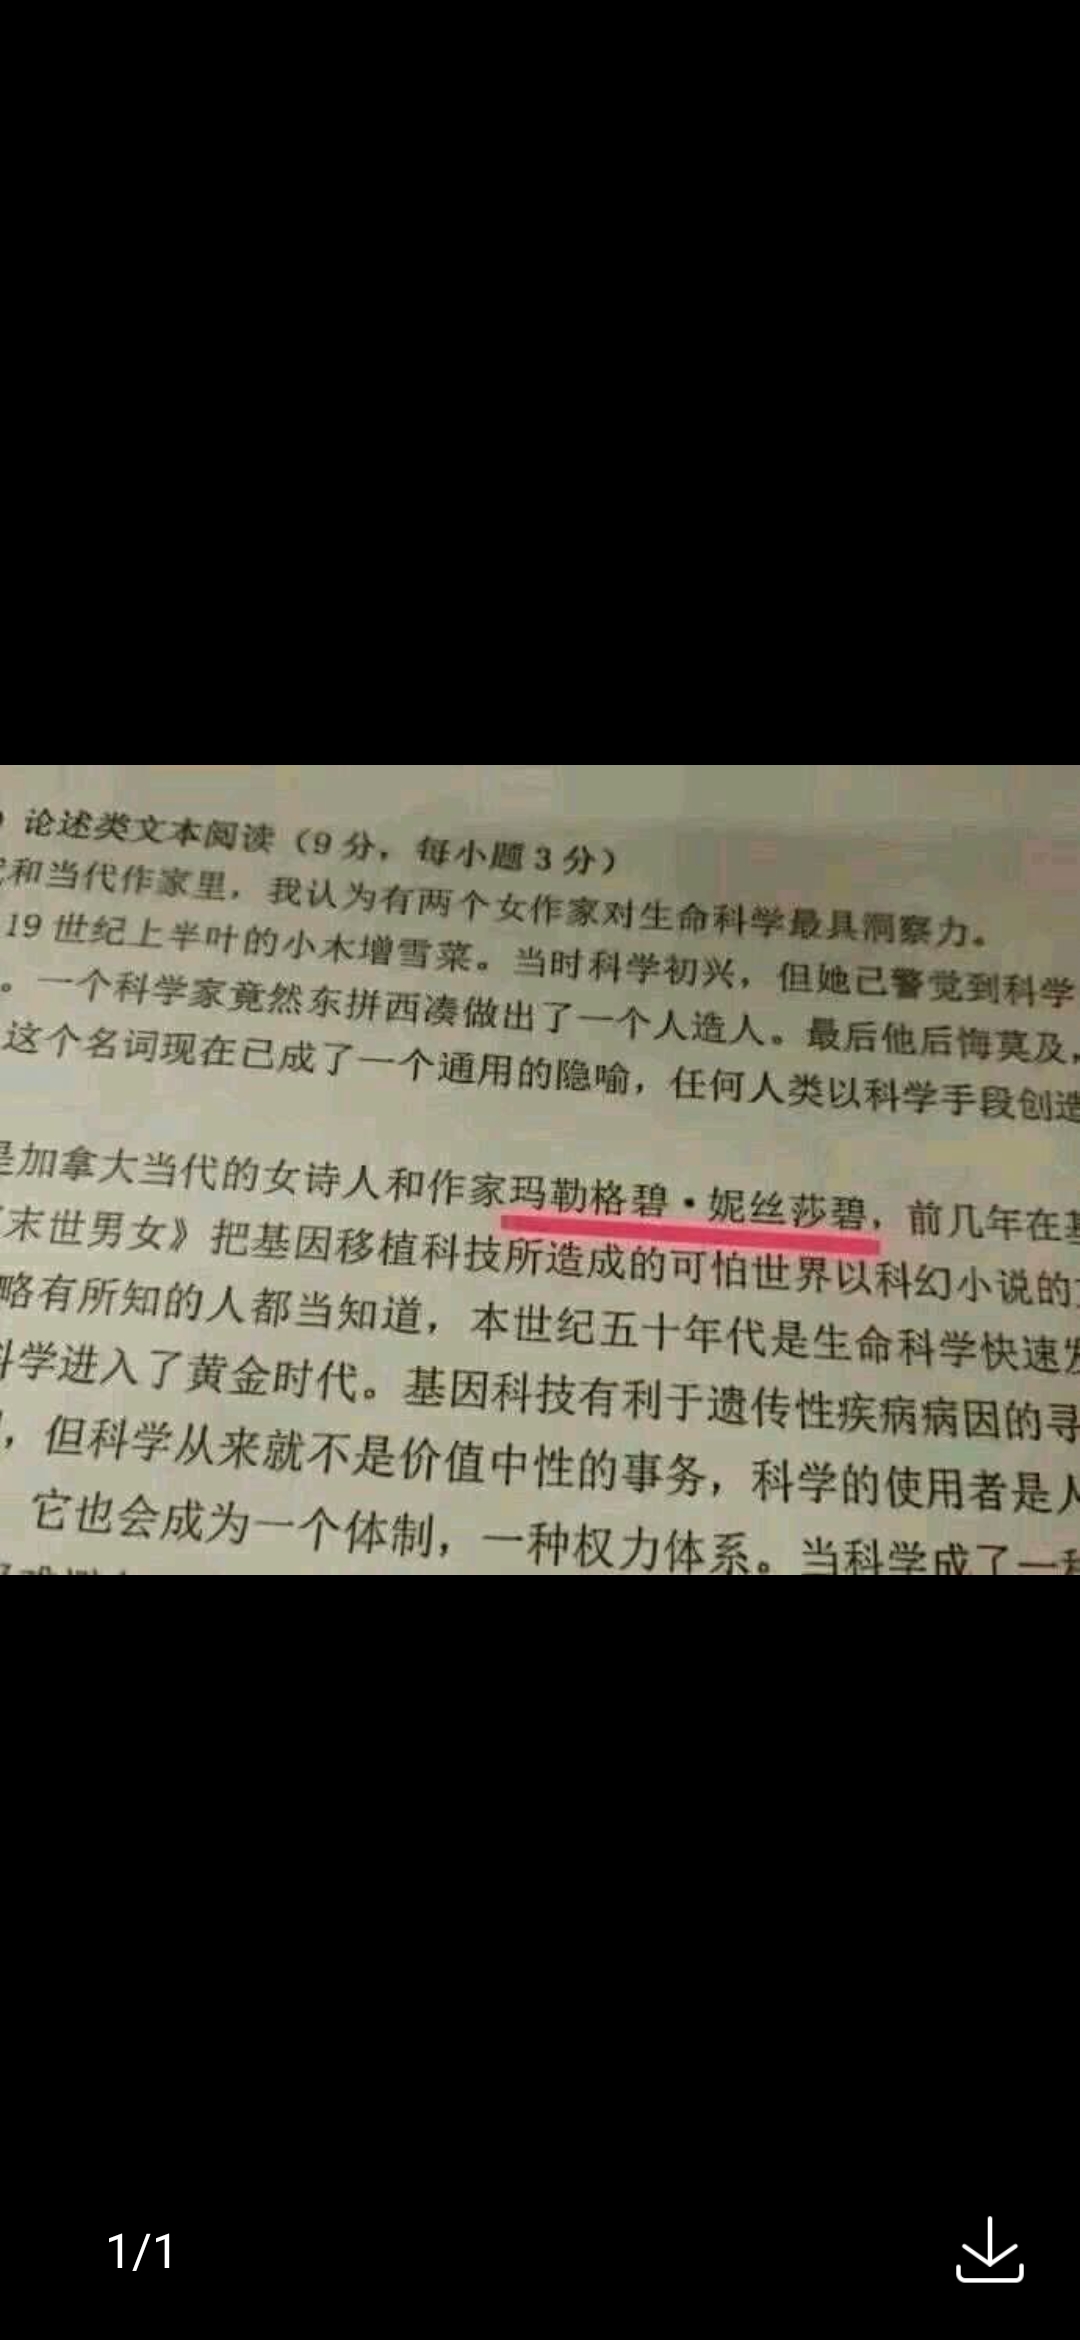 论述类文本阅读（9分，每小题3分）
和当代作家里，我认为有两个女作家对生命科学最具洞察力。
19世纪上半叶的小木增雪菜。当时科学初兴，但她己警觉到科学
。一个科学家竟然东拼西凑做出了一个人造人。最后他后悔莫及，
这个名词现在已成了一个通用的隐喻，任何人类以科学手段创造
是加拿大当代的女诗人和作家玛勒格碧·妮丝莎碧，前几年在基
《末世男女》把基因移植科技所造成的可怕世界以科幻小说的
略有所知的人都当知道，本世纪五十年代是生命科学快速发
科学进入了黄金时代。基因科技有利于遗传性疾病病因的寻
，但科学从来就不是价值中性的事务，科学的使用者是人
它也会成为一个体制，一种权力体系。当科学成了一种
1/1